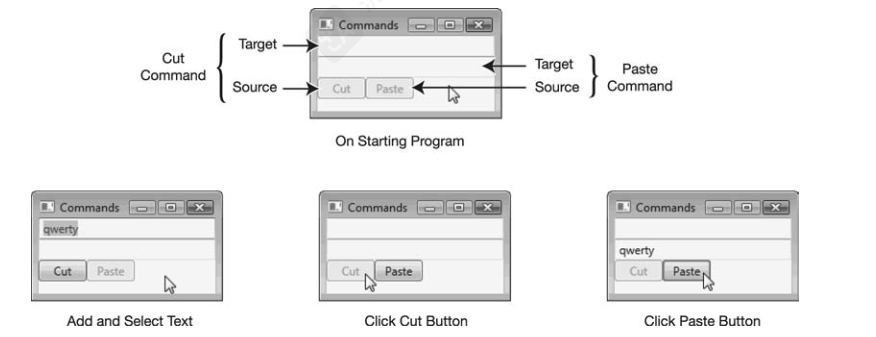 Commands
Cut
Command
Target
Source
Target
Source
Paste
Command
Cut
Paste
On Starting Program
Commands
qwerty
Cut
Paste
Add and Select Text
Commands
Cut
Paste
Click Cut Button
Commands
qwerty
Cut
Paste
Click Paste Button